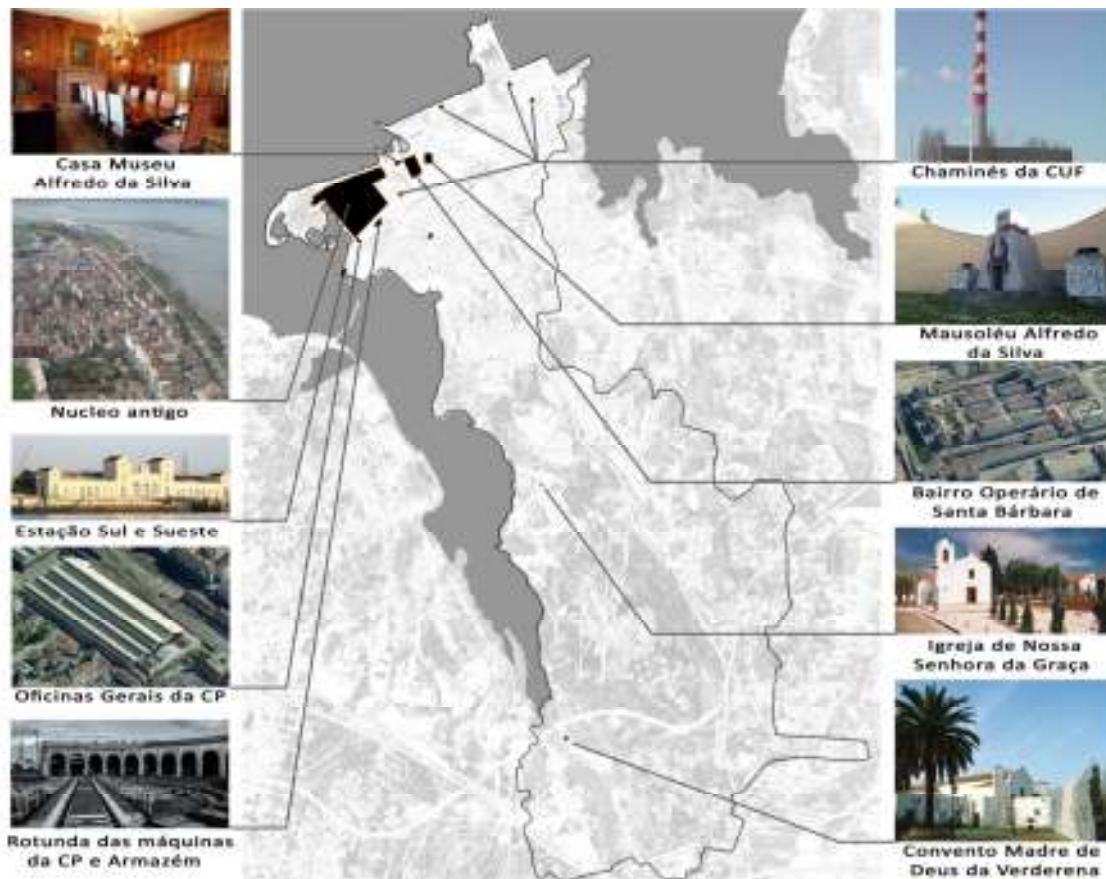 Casa Museu
Alfredo da Silva
Nucleo antigo
Estação Sul e Sueste
Oficinas Gerais da CP
Rotunda das máquinas
da CP e Armazém
Chaminés da CUF
Mausoléu Alfredo
da Silva
Bairro Operário de
Santa Bárbara
Igreja de Nossa
Senhora da Graça
Convento Madre de
Deus da Verderena